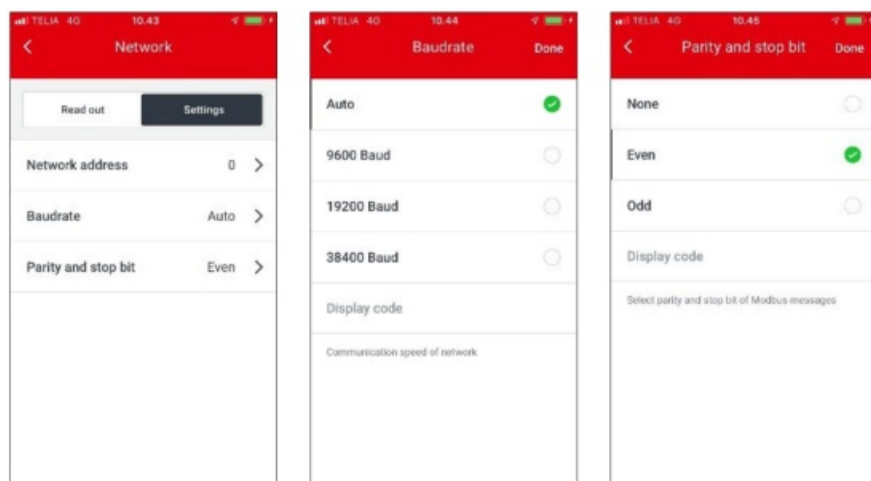 TELIA 4G 10.43
Network
Read out Settings
Network address 0
Baudrate Auto
Parity and stop bit Even
TELIA 4G 10.44
Baudrate Done
Auto
9600 Baud
19200 Baud
38400 Baud
Display code
Communication speed of network
TELIA 4G 10.45
Parity and stop bit Done
None
Even
Odd
Display code
Select parity and stop bit of Modbus messages